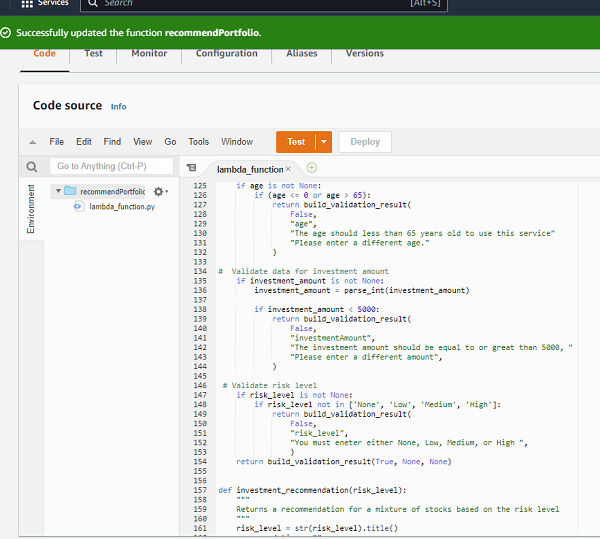 Services
Search
[Alt+S]
Successfully updated the function recommendPortfolio.
Code Test Monitor Configuration Aliases Versions
Code source Info
File Edit Find View Go Tools Window Test Deploy
Go to Anything (Ctrl-P)
lambda_function ×
Environment
recommendPortfolio
lambda_function.py
125 if age is not None:
126 if (age <= 0 or age > 65):
127 return build_validation_result(
128 False,
129 "age",
130 "The age should less than 65 years old to use this service"
131 "Please enter a different age."
132 )
133
134 # Validate data for investment amount
135 if investment_amount is not None:
136 investment_amount = parse_int(investment_amount)
137
138 if investment_amount < 5000:
139 return build_validation_result(
140 False,
141 "investmentAmount",
142 "The investment amount should be equal to or great than 5000, "
143 "Please enter a different amount",
144 )
145
146 # Validate risk level
147 if risk_level is not None:
148 if risk_level not in ['None', 'Low', 'Medium', 'High']:
149 return build_validation_result(
150 False,
151 "risk_level",
152 "You must eneter either None, Low, Medium, or High ",
153 )
154 return build_validation_result(True, None, None)
155
156
157 def investment_recommendation(risk_level):
158 """
159 Returns a recommendation for a mixture of stocks based on the risk level
160 """
161 risk_level = str(risk_level).title()